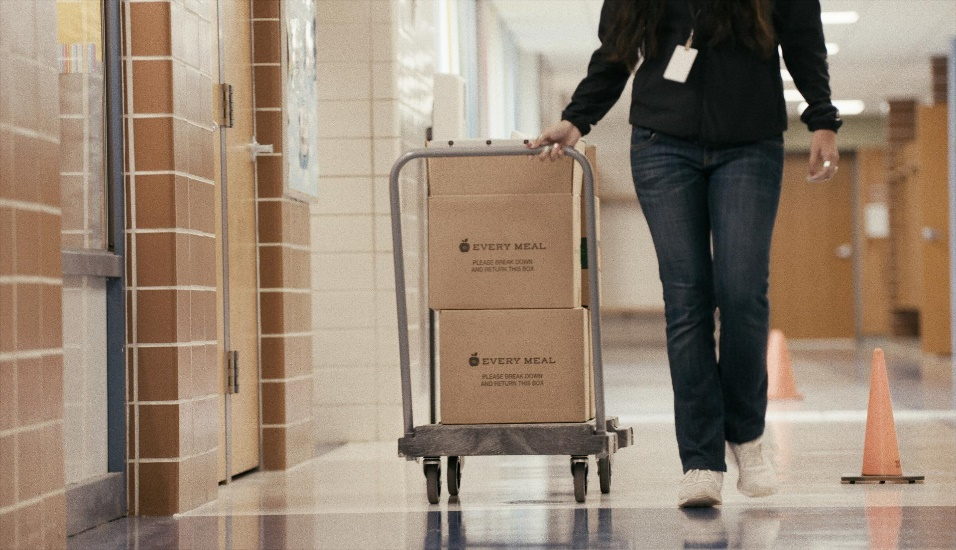 EVERY MEAL
PLEASE BREAK DOWN
AND RETURN THIS BOX
EVERY MEAL
PLEASE BREAK DOWN
AND RETURN THIS BOX